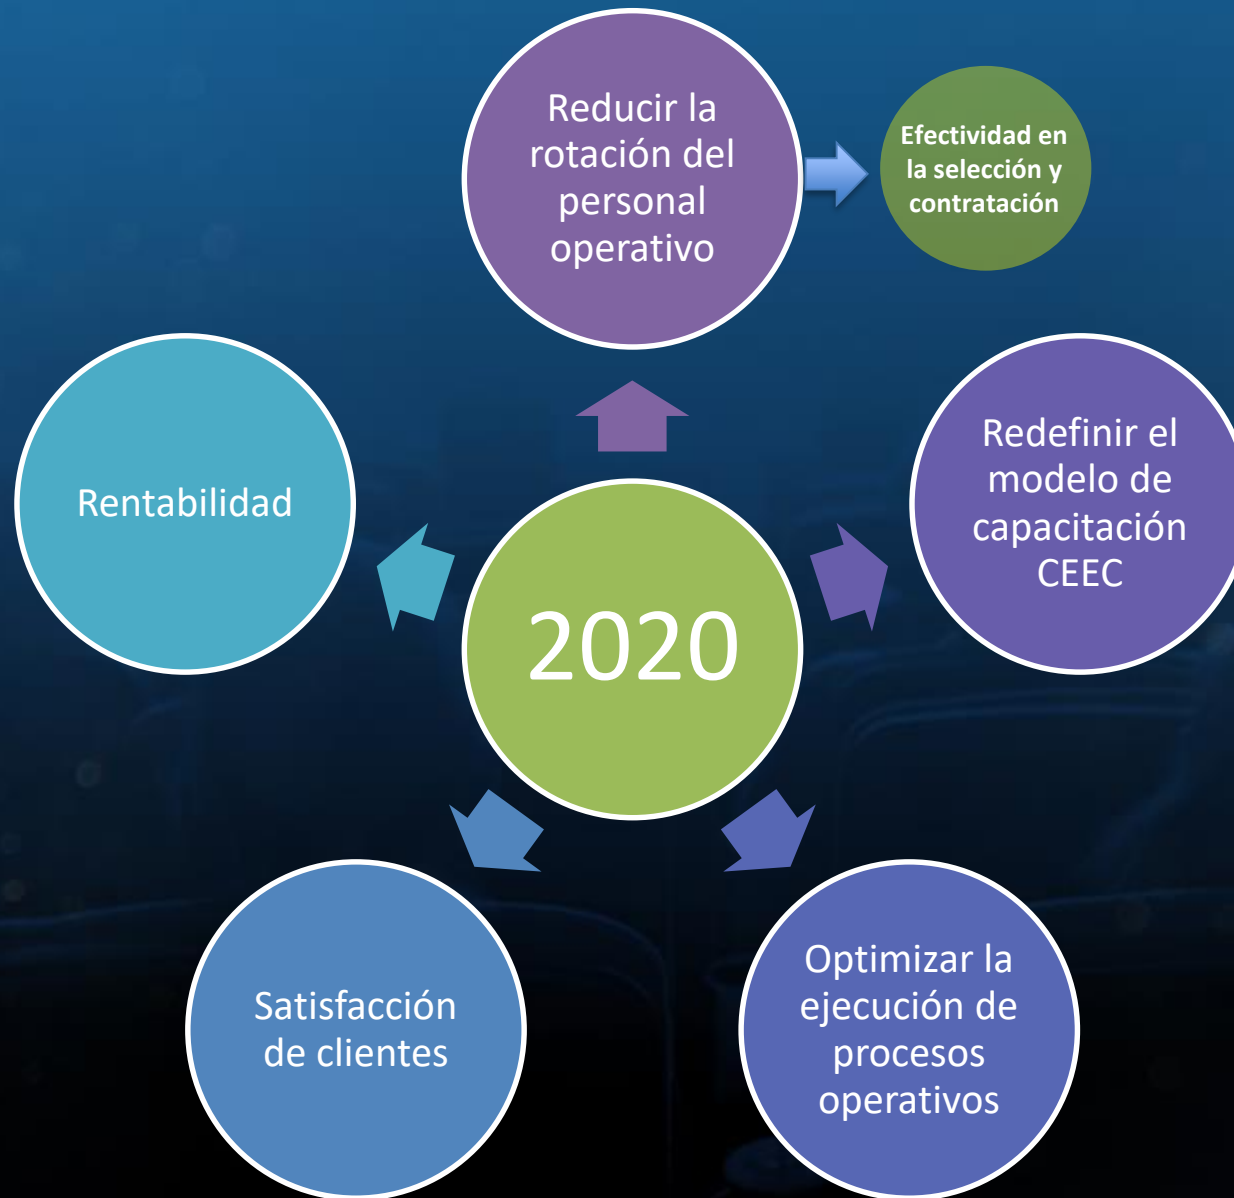 Reducir la
rotación del
personal
operativo
Efectividad en
la selección y
contratación
Rentabilidad
Redefinir el
modelo de
capacitación
CEEC
2020
Satisfacción
de clientes
Optimizar la
ejecución de
procesos
operativos